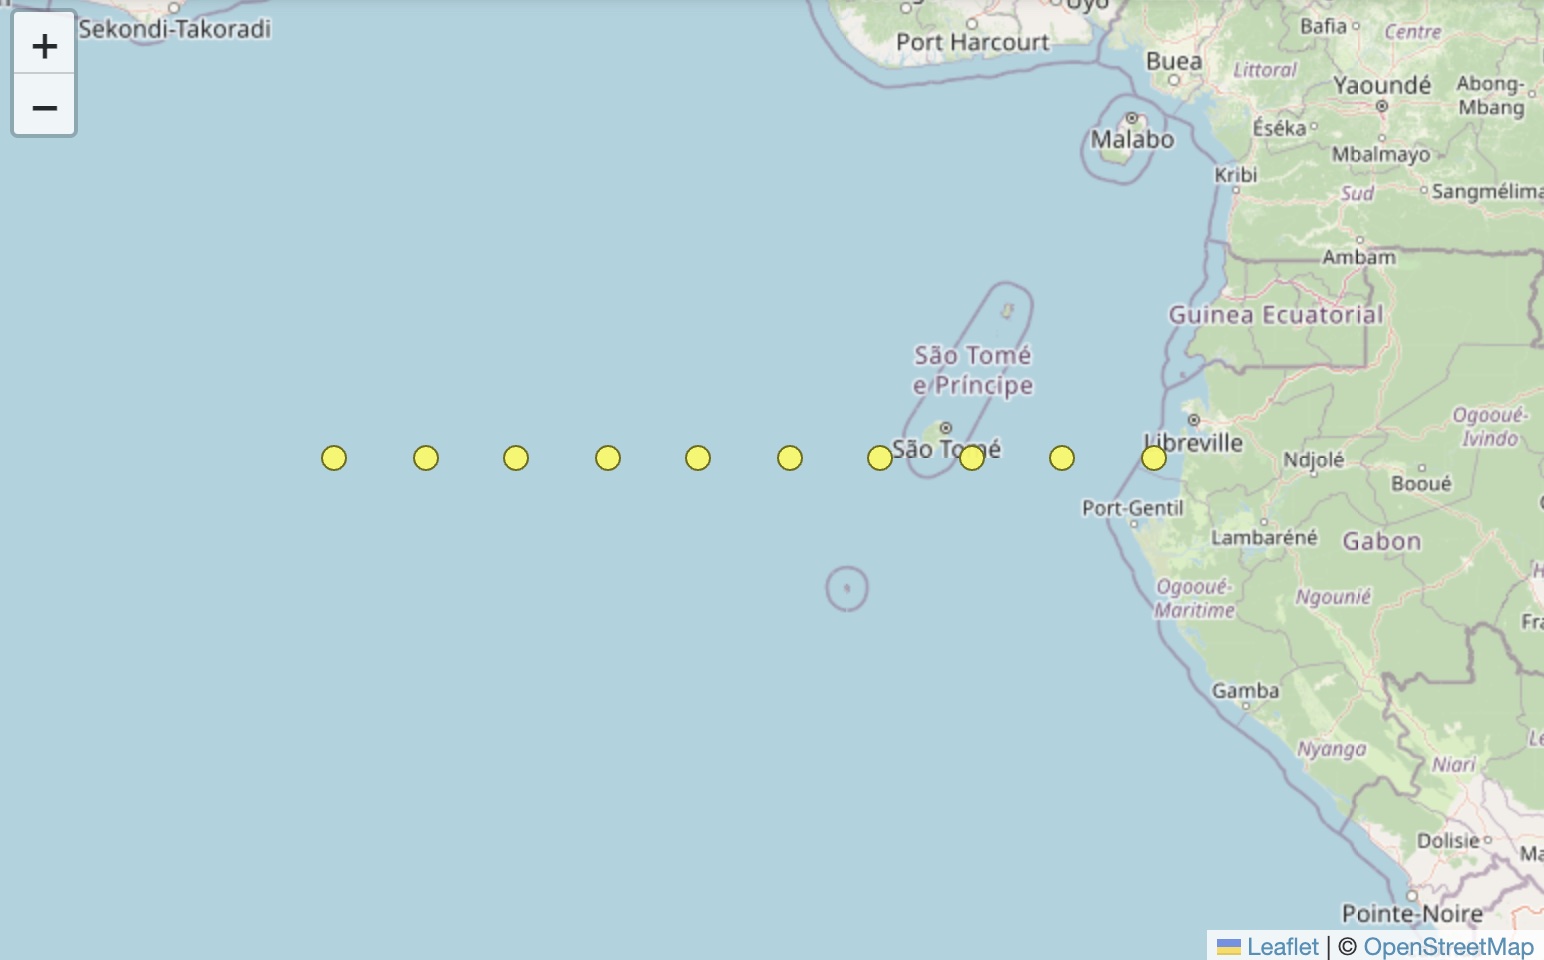 +
−
Sekondi-Takoradi
Port Harcourt
Uyo
Buea
Bafia
Centre
Littoral
Yaoundé
Abong-
Mbang
Malabo
Éséka
Mbalmayo
Kribi
Sud
Ambam
Guinea Ecuatorial
São Tomé
e Príncipe
São Tomé
Libreville
Ogooué-
Ivindo
Ndjolé
Booué
Port-Gentil
Lambaréné
Gabon
Ogooué-
Maritime
Ngounié
Gamba
Nyanga
Niari
Dolisie
Pointe-Noire
Leaflet | © OpenStreetMap